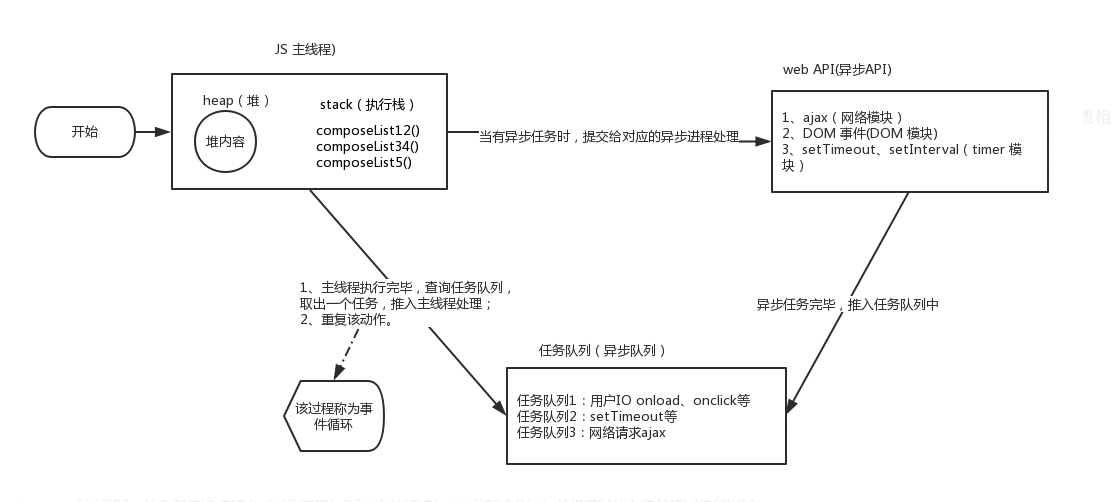 JS 主线程)
web API(异步API)
开始
heap（堆）
堆内容
stack（执行栈）
composeList12()
composeList34()
composeList5()
当有异步任务时，提交给对应的异步进程处理
1、ajax（网络模块）
2、DOM 事件(DOM 模块)
3、setTimeout、setInterval（timer 模
块）
1、主线程执行完毕，查询任务队列，
取出一个任务，推入主线程处理；
2、重复该动作。
异步任务完毕，推入任务队列中
任务队列（异步队列）
任务队列1：用户IO onload、onclick等
任务队列2：setTimeout等
任务队列3：网络请求ajax
该过程称为事
件循环